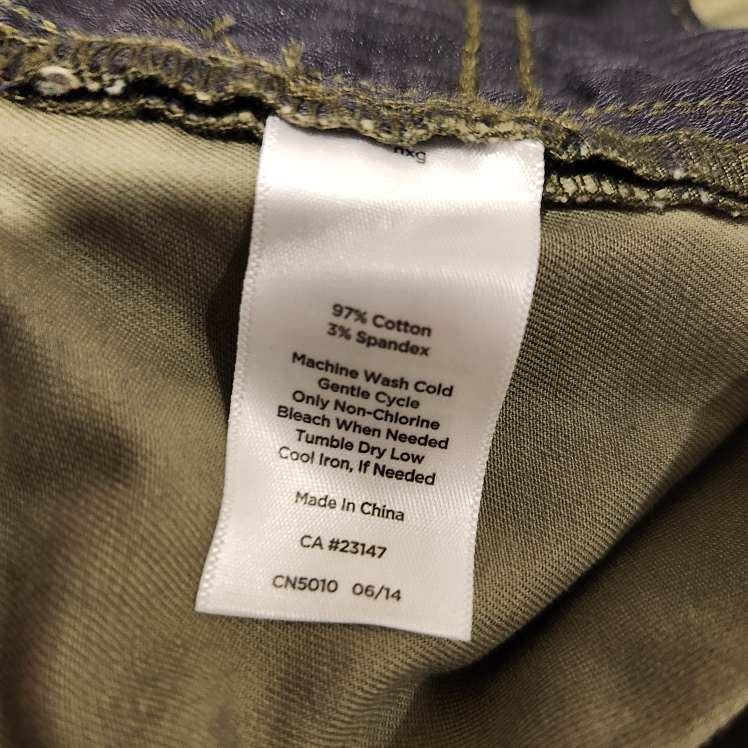 97% Cotton
3% Spandex
Machine Wash Cold
Gentle Cycle
Only Non-Chlorine
Bleach When Needed
Tumble Dry Low
Cool Iron, If Needed
Made In China
CA #23147
CN5010 06/14